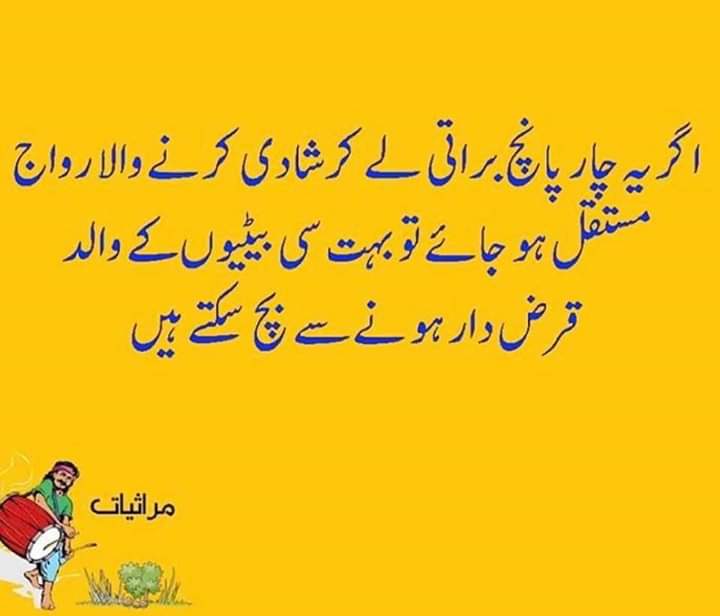 اگر یہ چار پانچ براتی لے کر شادی کرنے والا رواج
مستقل ہو جائے تو بہت سی بیٹیوں کے والد
قرض دار ہونے سے بچ سکتے ہیں
مراثیات